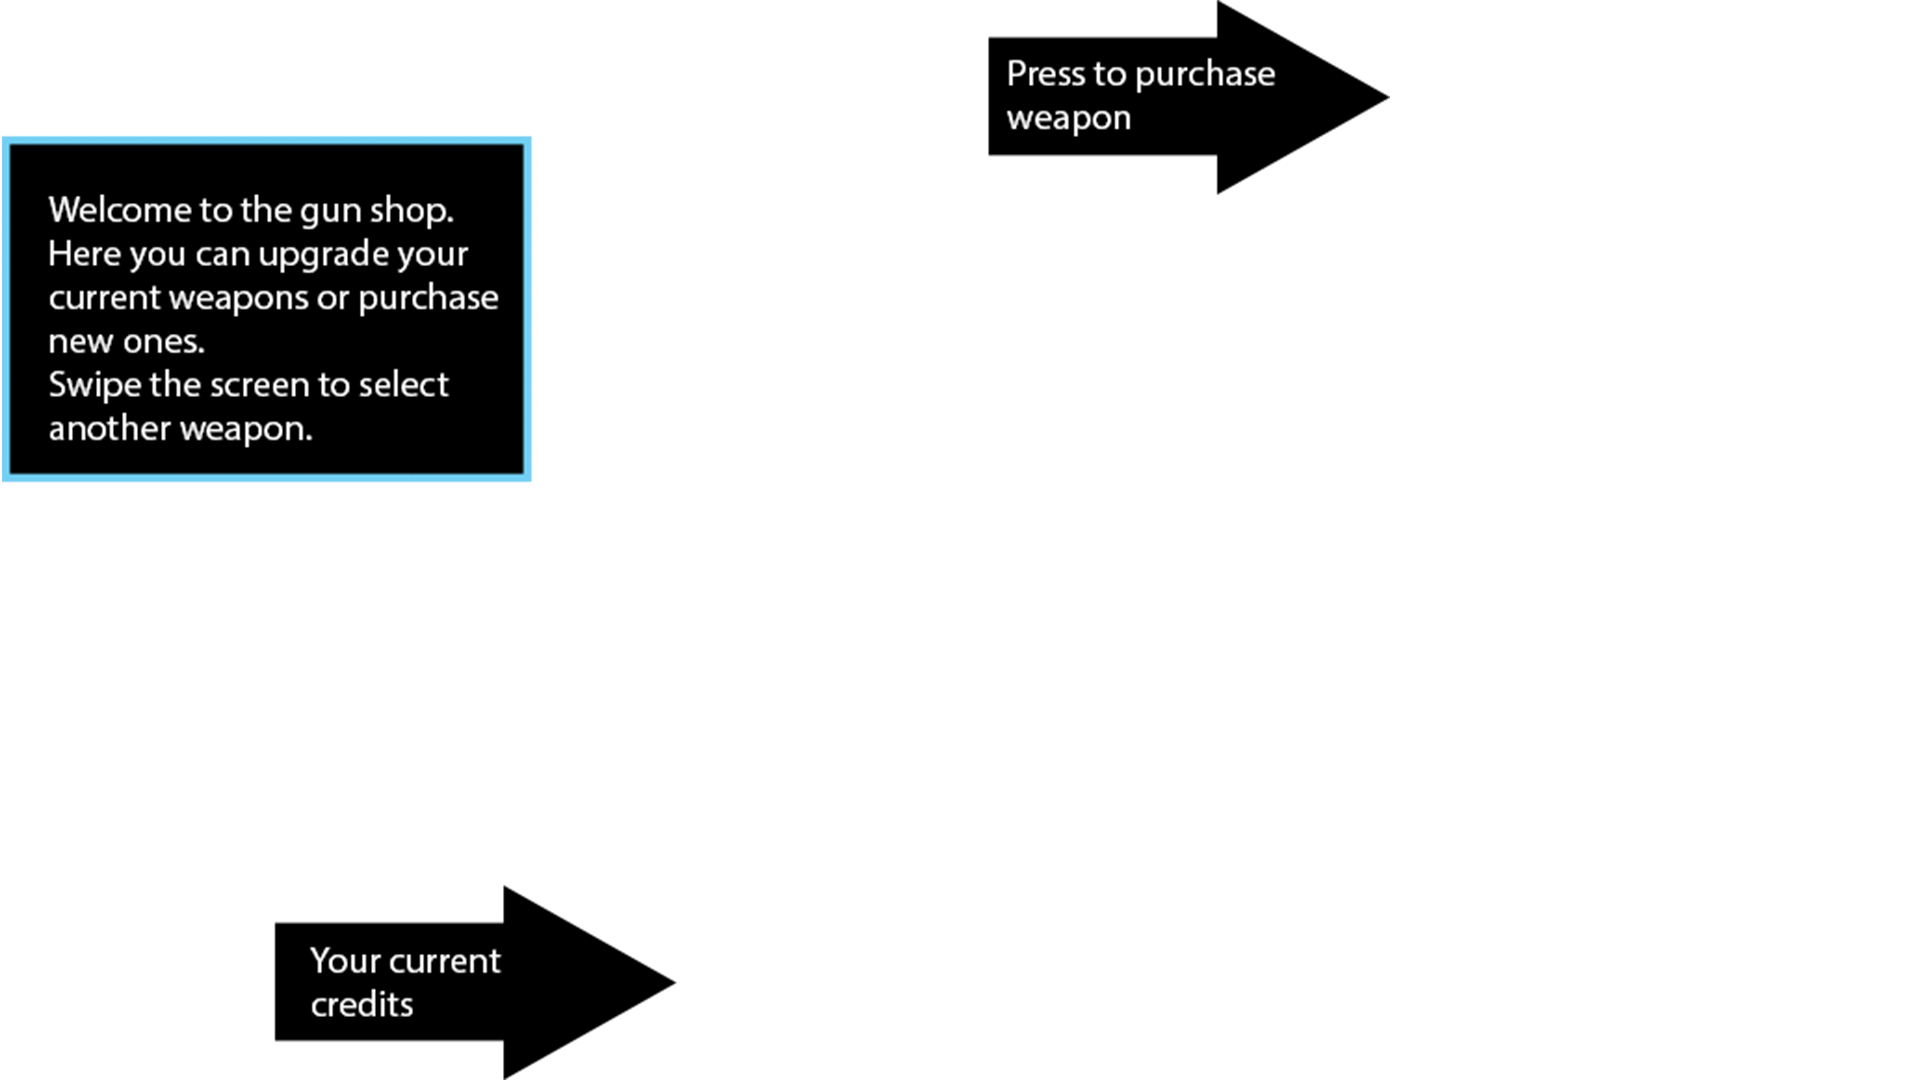 Press to purchase
weapon
Welcome to the gun shop.
Here you can upgrade your
current weapons or purchase
new ones.
Swipe the screen to select
another weapon.
Your current
credits